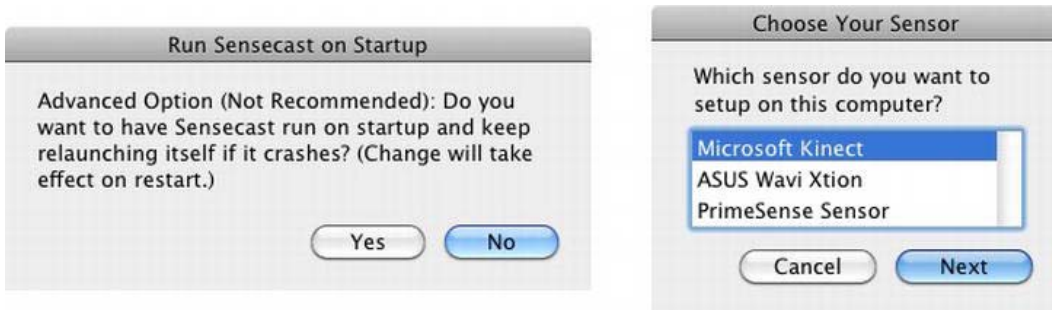 Run Sensecast on Startup
Advanced Option (Not Recommended): Do you
want to have Sensecast run on startup and keep
relaunching itself if it crashes? (Change will take
effect on restart.)
Yes
No
Choose Your Sensor
Which sensor do you want to
setup on this computer?
Microsoft Kinect
ASUS Wavi Xtion
PrimeSense Sensor
Cancel
Next